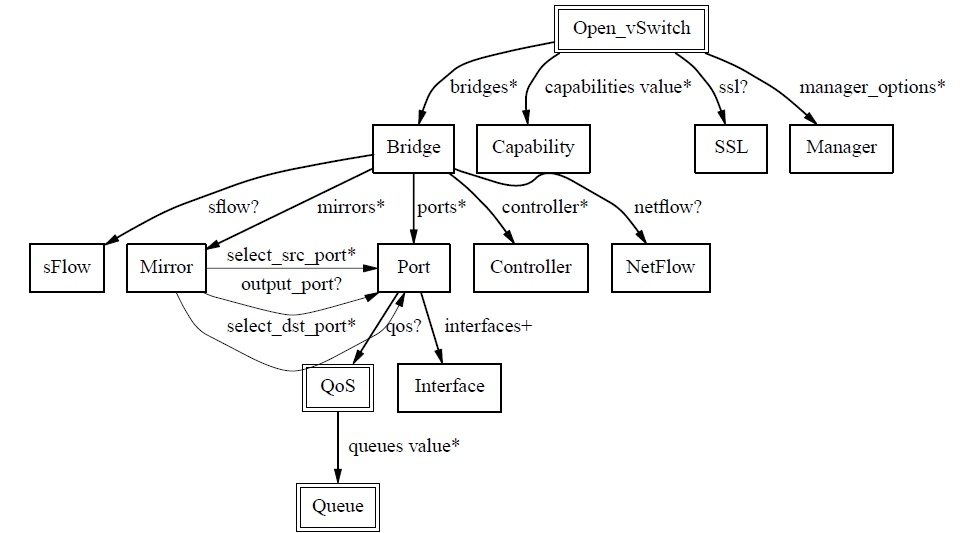 Open_vSwitch
bridges*
capabilities value*
ssl?
manager_options*
Bridge
Capability
SSL
Manager
sflow?
mirrors*
ports*
controller*
netflow?
sFlow
Mirror
select_src_port*
output_port?
Port
Controller
NetFlow
select_dst_port*
qos?
interfaces+
QoS
Interface
queues value*
Queue